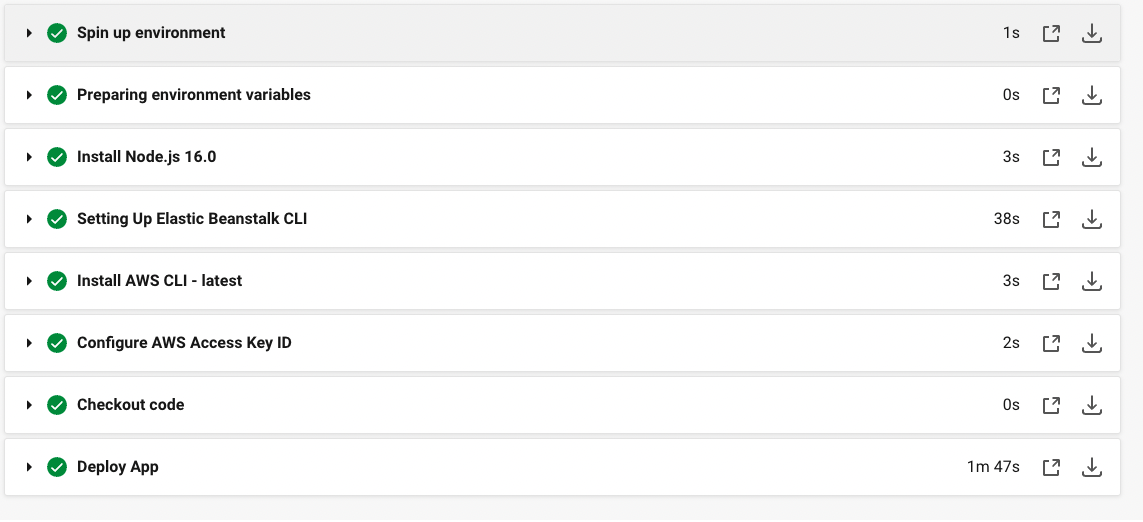 Spin up environment 1s
Preparing environment variables 0s
Install Node.js 16.0 3s
Setting Up Elastic Beanstalk CLI 38s
Install AWS CLI - latest 3s
Configure AWS Access Key ID 2s
Checkout code 0s
Deploy App 1m 47s